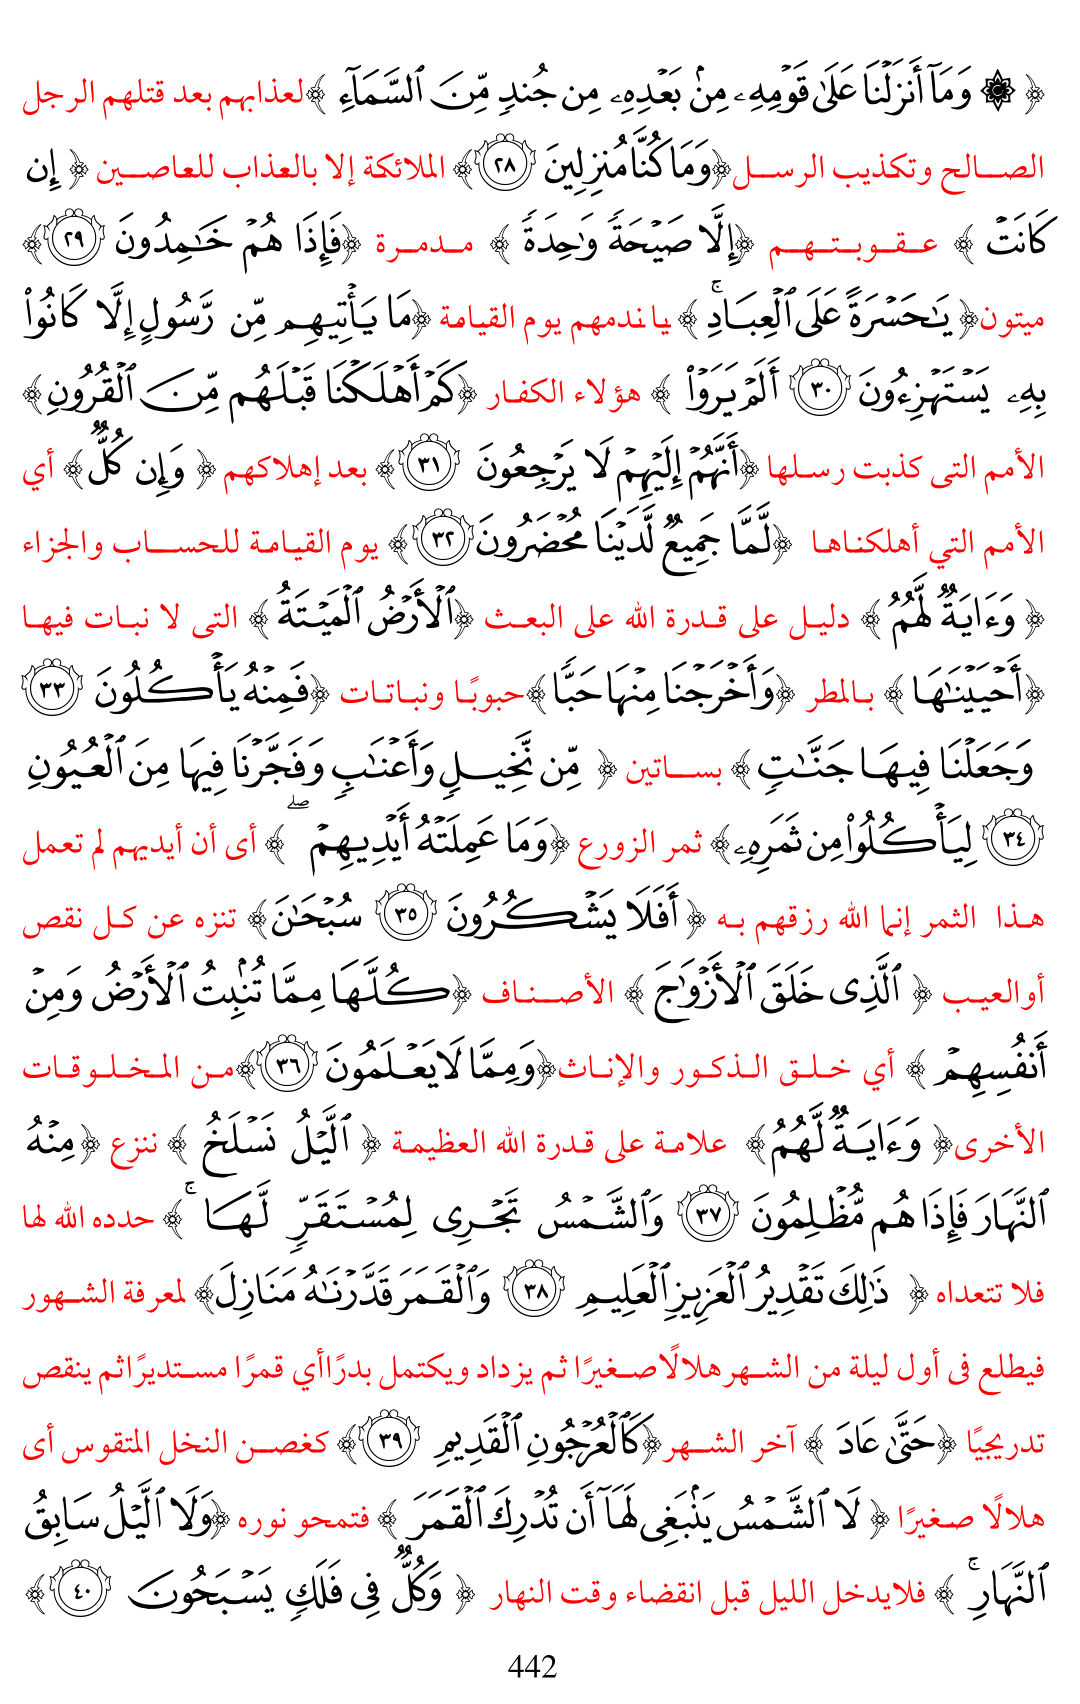 ﴿ ۞ وَمَآ أَنزَلْنَا عَلَىٰ قَوْمِهِۦ مِنۢ بَعْدِهِۦ مِن جُندٍ مِّنَ ٱلسَّمَآءِ ﴾ لعذابهم بعد قتلهم الرجل
الصالح وتكذيب الرسل ﴿وَمَا كُنَّا مُنزِلِينَ ٢٨﴾ الملائكة إلا بالعذاب للعاصين ﴿ إِن
كَانَتْ ﴾ عقوبتهم ﴿إِلَّا صَيْحَةً وَٰحِدَةً ﴾ مدمرة ﴿فَإِذَا هُمْ خَـٰمِدُونَ ٢٩﴾
ميتون﴿ يَـٰحَسْرَةً عَلَى ٱلْعِبَادِ ۚ ﴾ يا ندمهم يوم القيامة ﴿مَا يَأْتِيهِم مِّن رَّسُولٍ إِلَّا كَانُوا۟
بِهِۦ يَسْتَهْزِءُونَ ٣٠ أَلَمْ يَرَوْا۟ ﴾ هؤلاء الكفار ﴿كَمْ أَهْلَكْنَا قَبْلَهُم مِّنَ ٱلْقُرُونِ﴾
الأمم التى كذبت رسلها ﴿أَنَّهُمْ إِلَيْهِمْ لَا يَرْجِعُونَ ٣١﴾ بعد إهلاكهم ﴿ وَإِن كُلٌّ﴾ أي
الأمم التي أهلكناها ﴿لَّمَّا جَمِيعٌ لَّدَيْنَا مُحْضَرُونَ ٣٢﴾ يوم القيامة للحساب والجزاء
﴿ وَءَايَةٌ لَّهُمُ ﴾ دليل على قدرة الله على البعث ﴿ٱلْأَرْضُ ٱلْمَيْتَةُ ﴾ التى لا نبات فيها
﴿أَحْيَيْنَـٰهَا ﴾ بالمطر ﴿وَأَخْرَجْنَا مِنْهَا حَبًّا ﴾حبوبًا ونباتات ﴿فَمِنْهُ يَأْكُلُونَ ٣٣
وَجَعَلْنَا فِيهَا جَنَّـٰتٍ ﴾ بساتين ﴿ مِّن نَّخِيلٍ وَأَعْنَـٰبٍ وَفَجَّرْنَا فِيهَا مِنَ ٱلْعُيُونِ
٣٤ لِيَأْكُلُوا۟ مِن ثَمَرِهِۦ﴾ ثمر الزورع ﴿وَمَا عَمِلَتْهُ أَيْدِيهِمْ ۖ ﴾ أى أن أيديهم لم تعمل
هذا الثمر إنما الله رزقهم به ﴿ أَفَلَا يَشْكُرُونَ ٣٥ سُبْحَـٰنَ﴾ تنزه عن كل نقص
أوالعيب ﴿ ٱلَّذِى خَلَقَ ٱلْأَزْوَٰجَ ﴾ الأصناف ﴿كُلَّهَا مِمَّا تُنۢبِتُ ٱلْأَرْضُ وَمِنْ
أَنفُسِهِمْ ﴾ أي خلق الذكور والإناث﴿وَمِمَّا لَا يَعْلَمُونَ ٣٦﴾من المخلوقات
الأخرى﴿ وَءَايَةٌ لَّهُمُ ﴾ علامة على قدرة الله العظيمة ﴿ ٱلَّيْلُ نَسْلَخُ ﴾ ننزع ﴿مِنْهُ
ٱلنَّهَارَ فَإِذَا هُم مُّظْلِمُونَ ٣٧ وَٱلشَّمْسُ تَجْرِى لِمُسْتَقَرٍّ لَّهَا ۚ ﴾ حدده الله لها
فلا تتعداه ﴿ ذَٰلِكَ تَقْدِيرُ ٱلْعَزِيزِ ٱلْعَلِيمِ ٣٨ وَٱلْقَمَرَ قَدَّرْنَـٰهُ مَنَازِلَ﴾ لمعرفة الشهور
فيطلع فى أول ليلة من الشهر هلالًا صغيرًا ثم يزداد ويكتمل بدرًا أي قمرًا مستديرًا ثم ينقص
تدريجيًا ﴿حَتَّىٰ عَادَ ﴾ آخر الشهر﴿كَٱلْعُرْجُونِ ٱلْقَدِيمِ ٣٩﴾ كغصن النخل المتقوس أى
هلالًا صغيرًا ﴿ لَا ٱلشَّمْسُ يَنۢبَغِى لَهَآ أَن تُدْرِكَ ٱلْقَمَرَ ﴾ فتمحو نوره ﴿وَلَا ٱلَّيْلُ سَابِقُ
ٱلنَّهَارِ ۚ ﴾ فلايدخل الليل قبل انقضاء وقت النهار ﴿ وَكُلٌّ فِى فَلَكٍ يَسْبَحُونَ ٤٠﴾
442